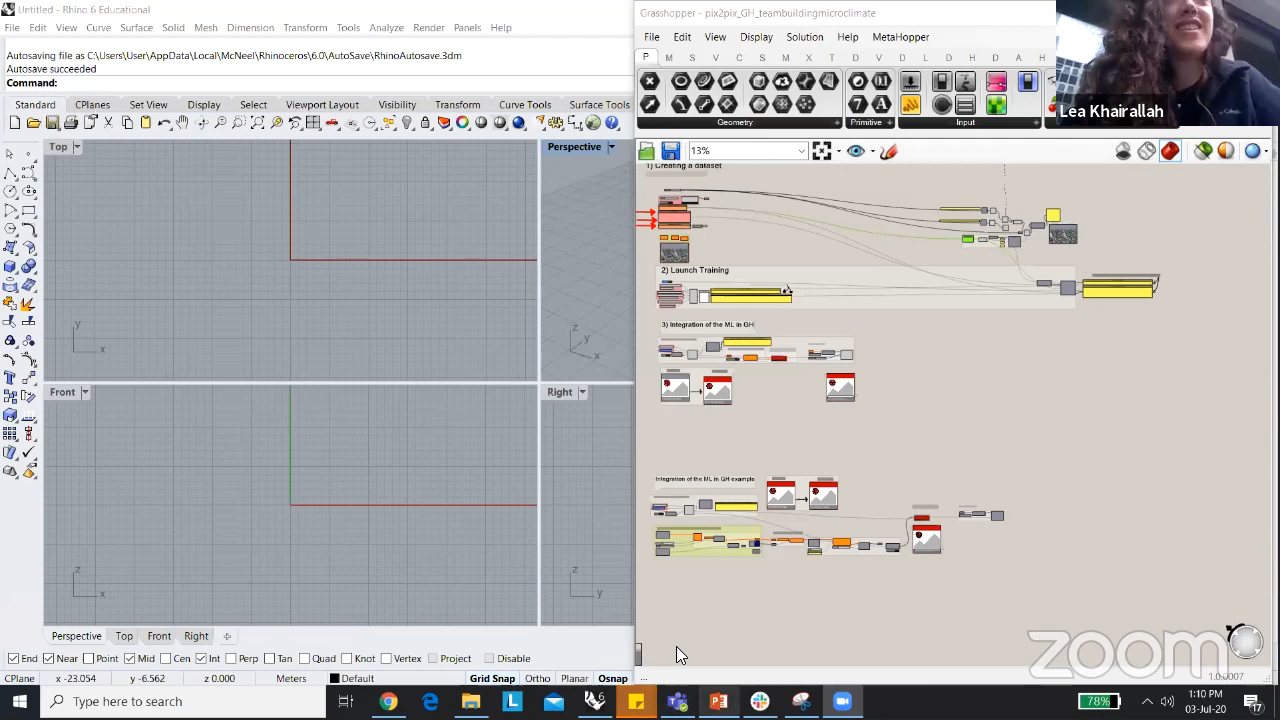 Untitled - Rhino 6 Educational
File Edit View Curve Surface Solid Mesh Dimension Transform Tools
Autosaving file as C:\Users\User\AppData\Local\McNeel\Rhinoceros\6.0\AutoSave\RhinoAutosave.3dm
Autosave succeeded
Command:
Standard CPlanes Set View Display Select Viewport Layout Visibility Transform Curve Tools Surface Tools
Top
Perspective
Front
Right
y
x
z
y
x
z
x
z
y
Perspective Top Front Right
End Near Point Mid Cen Int Perp Tan Quad Knot Vertex Project Disable
CPlane x -23.054 y -6.562 z 0.000 Meters Default Grid Snap Ortho Planar Osnap
Grasshopper - pix2pix_GH_teambuildingmicroclimate
File Edit View Display Solution Help MetaHopper
P M S V C S M X T D H H D A H
Geometry Primitive Input
13%
1) Creating a dataset
2) Launch Training
3) Integration of the ML in GH
Integration of the ML in GH example
1.0.0007
Lea Khairallah
zoom
Type here to search
78%
1:10 PM
03-Jul-20
17